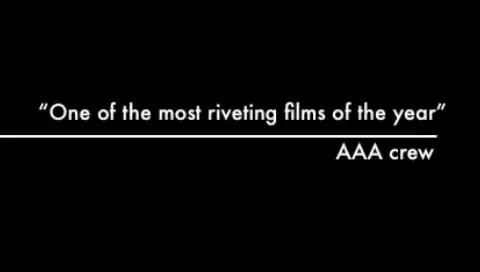 “One of the most riveting films of the year”
AAA crew